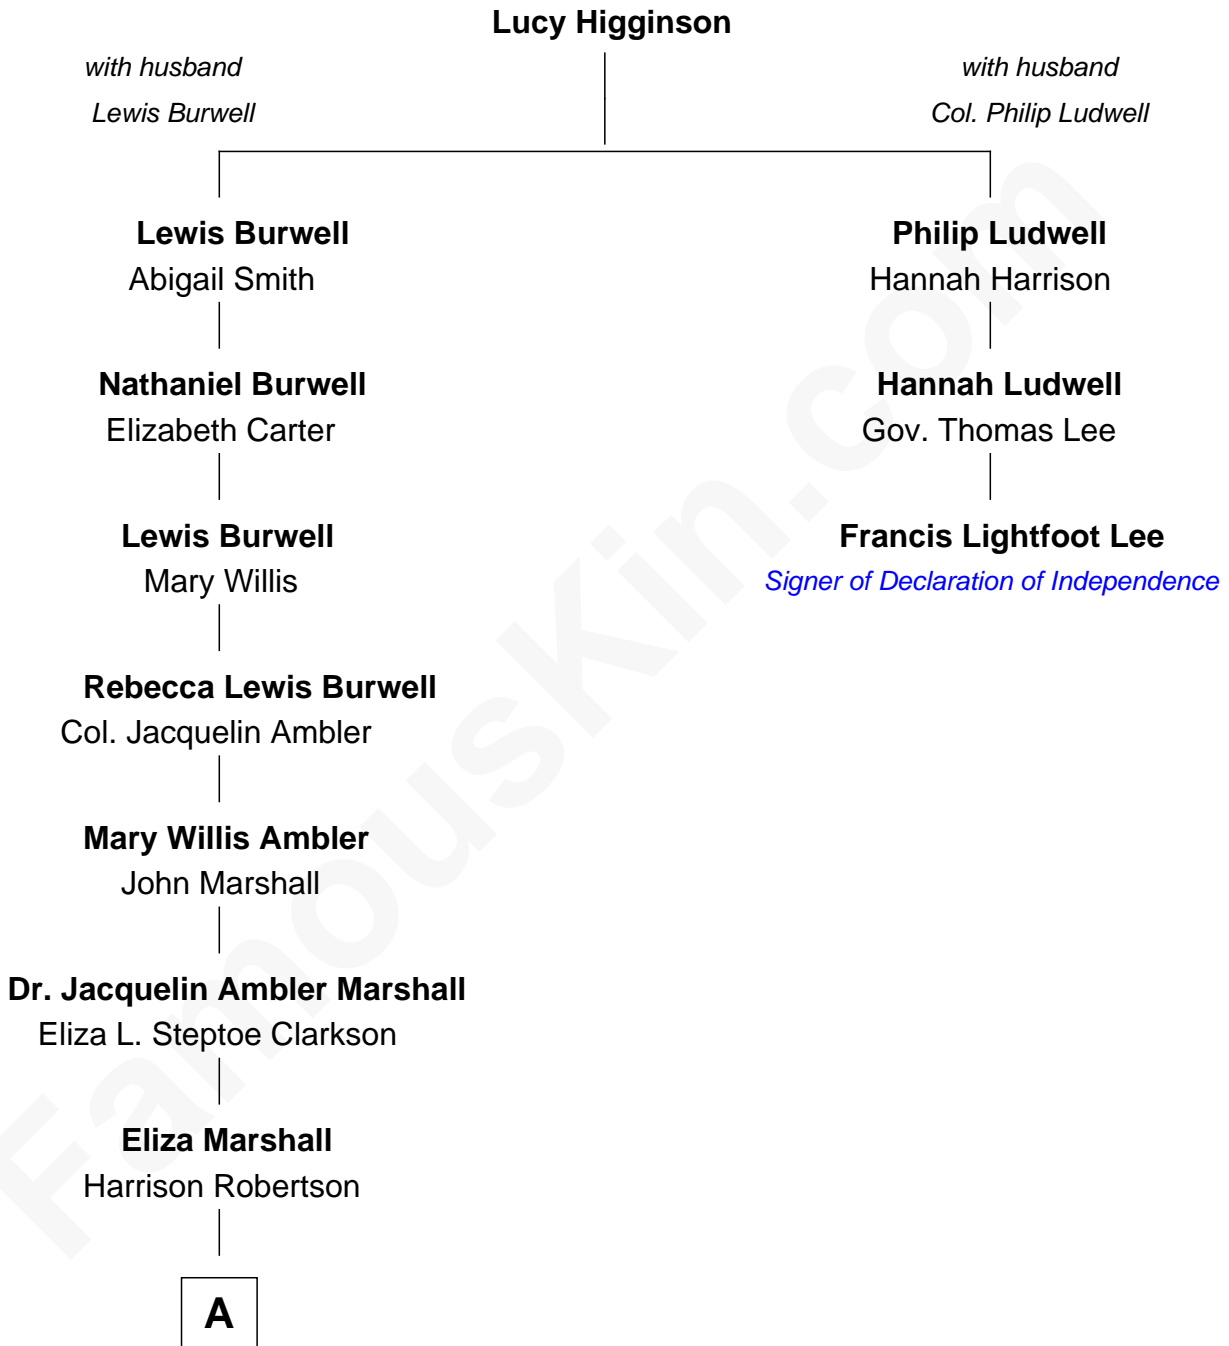 Lucy Higginson
with husband
Lewis Burwell
with husband
Col. Philip Ludwell
Lewis Burwell
Abigail Smith
Philip Ludwell
Hannah Harrison
Nathaniel Burwell
Elizabeth Carter
Hannah Ludwell
Gov. Thomas Lee
Lewis Burwell
Mary Willis
Francis Lightfoot Lee
Signer of Declaration of Independence
Rebecca Lewis Burwell
Col. Jacquelin Ambler
Mary Willis Ambler
John Marshall
Dr. Jacquelin Ambler Marshall
Eliza L. Steptoe Clarkson
Eliza Marshall
Harrison Robertson
A
FamousKin.com